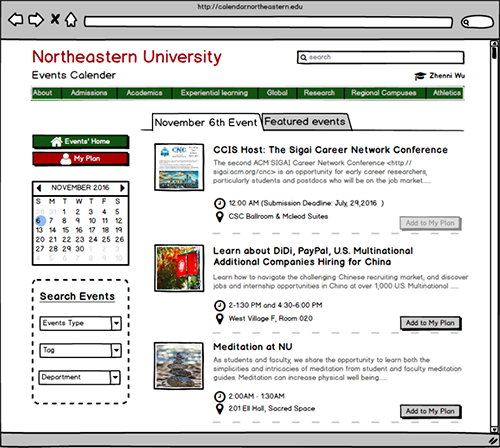 http://calendar.northeastern.edu
search
Northeastern University
Events Calender
Zhenni Wu
About Admissions Academics Experiential learning Global Research Regional Campuses Athletics
November 6th Event Featured events
Events' Home
My Plan
NOVEMBER 2016
S M T W T F S
30 31 1 2 3 4 5
6 7 8 9 10 11 12
13 14 15 16 17 18 19
20 21 22 23 24 25 26
27 28 29 30
Search Events
Events Type
Tag
Department
CNC
CCIS Host: The Sigai Career Network Conference
The second ACM SIGAI Career Network Conference <http://
sigai.acm.org/cnc> is an opportunity for early career researchers,
particularly students and postdocs who will be on the job market.....
12:00 AM (Submission Deadline: July, 29,2016 )
CSC Ballroom & Mcleod Suites
Add to My Plan
Learn about DiDi, PayPal, U.S. Multinational
Additional Companies Hiring for China
Learn how to navigate the challenging Chinese recruiting market, and discover
jobs and internship opportunities in China at over 1,000 U.S. Multinational .....
2-1:30 PM and 4:30-6:00 PM
West Village F, Room 020
Add to My Plan
Meditation at NU
As students and faculty, we share the opportunity to learn both the
simplicities and intricacies of meditation from student and faculty meditation
guides. Meditation can increase physical well being.....
2:00AM - 1:30AM
201 Ell Hall, Sacred Space
Add to My Plan